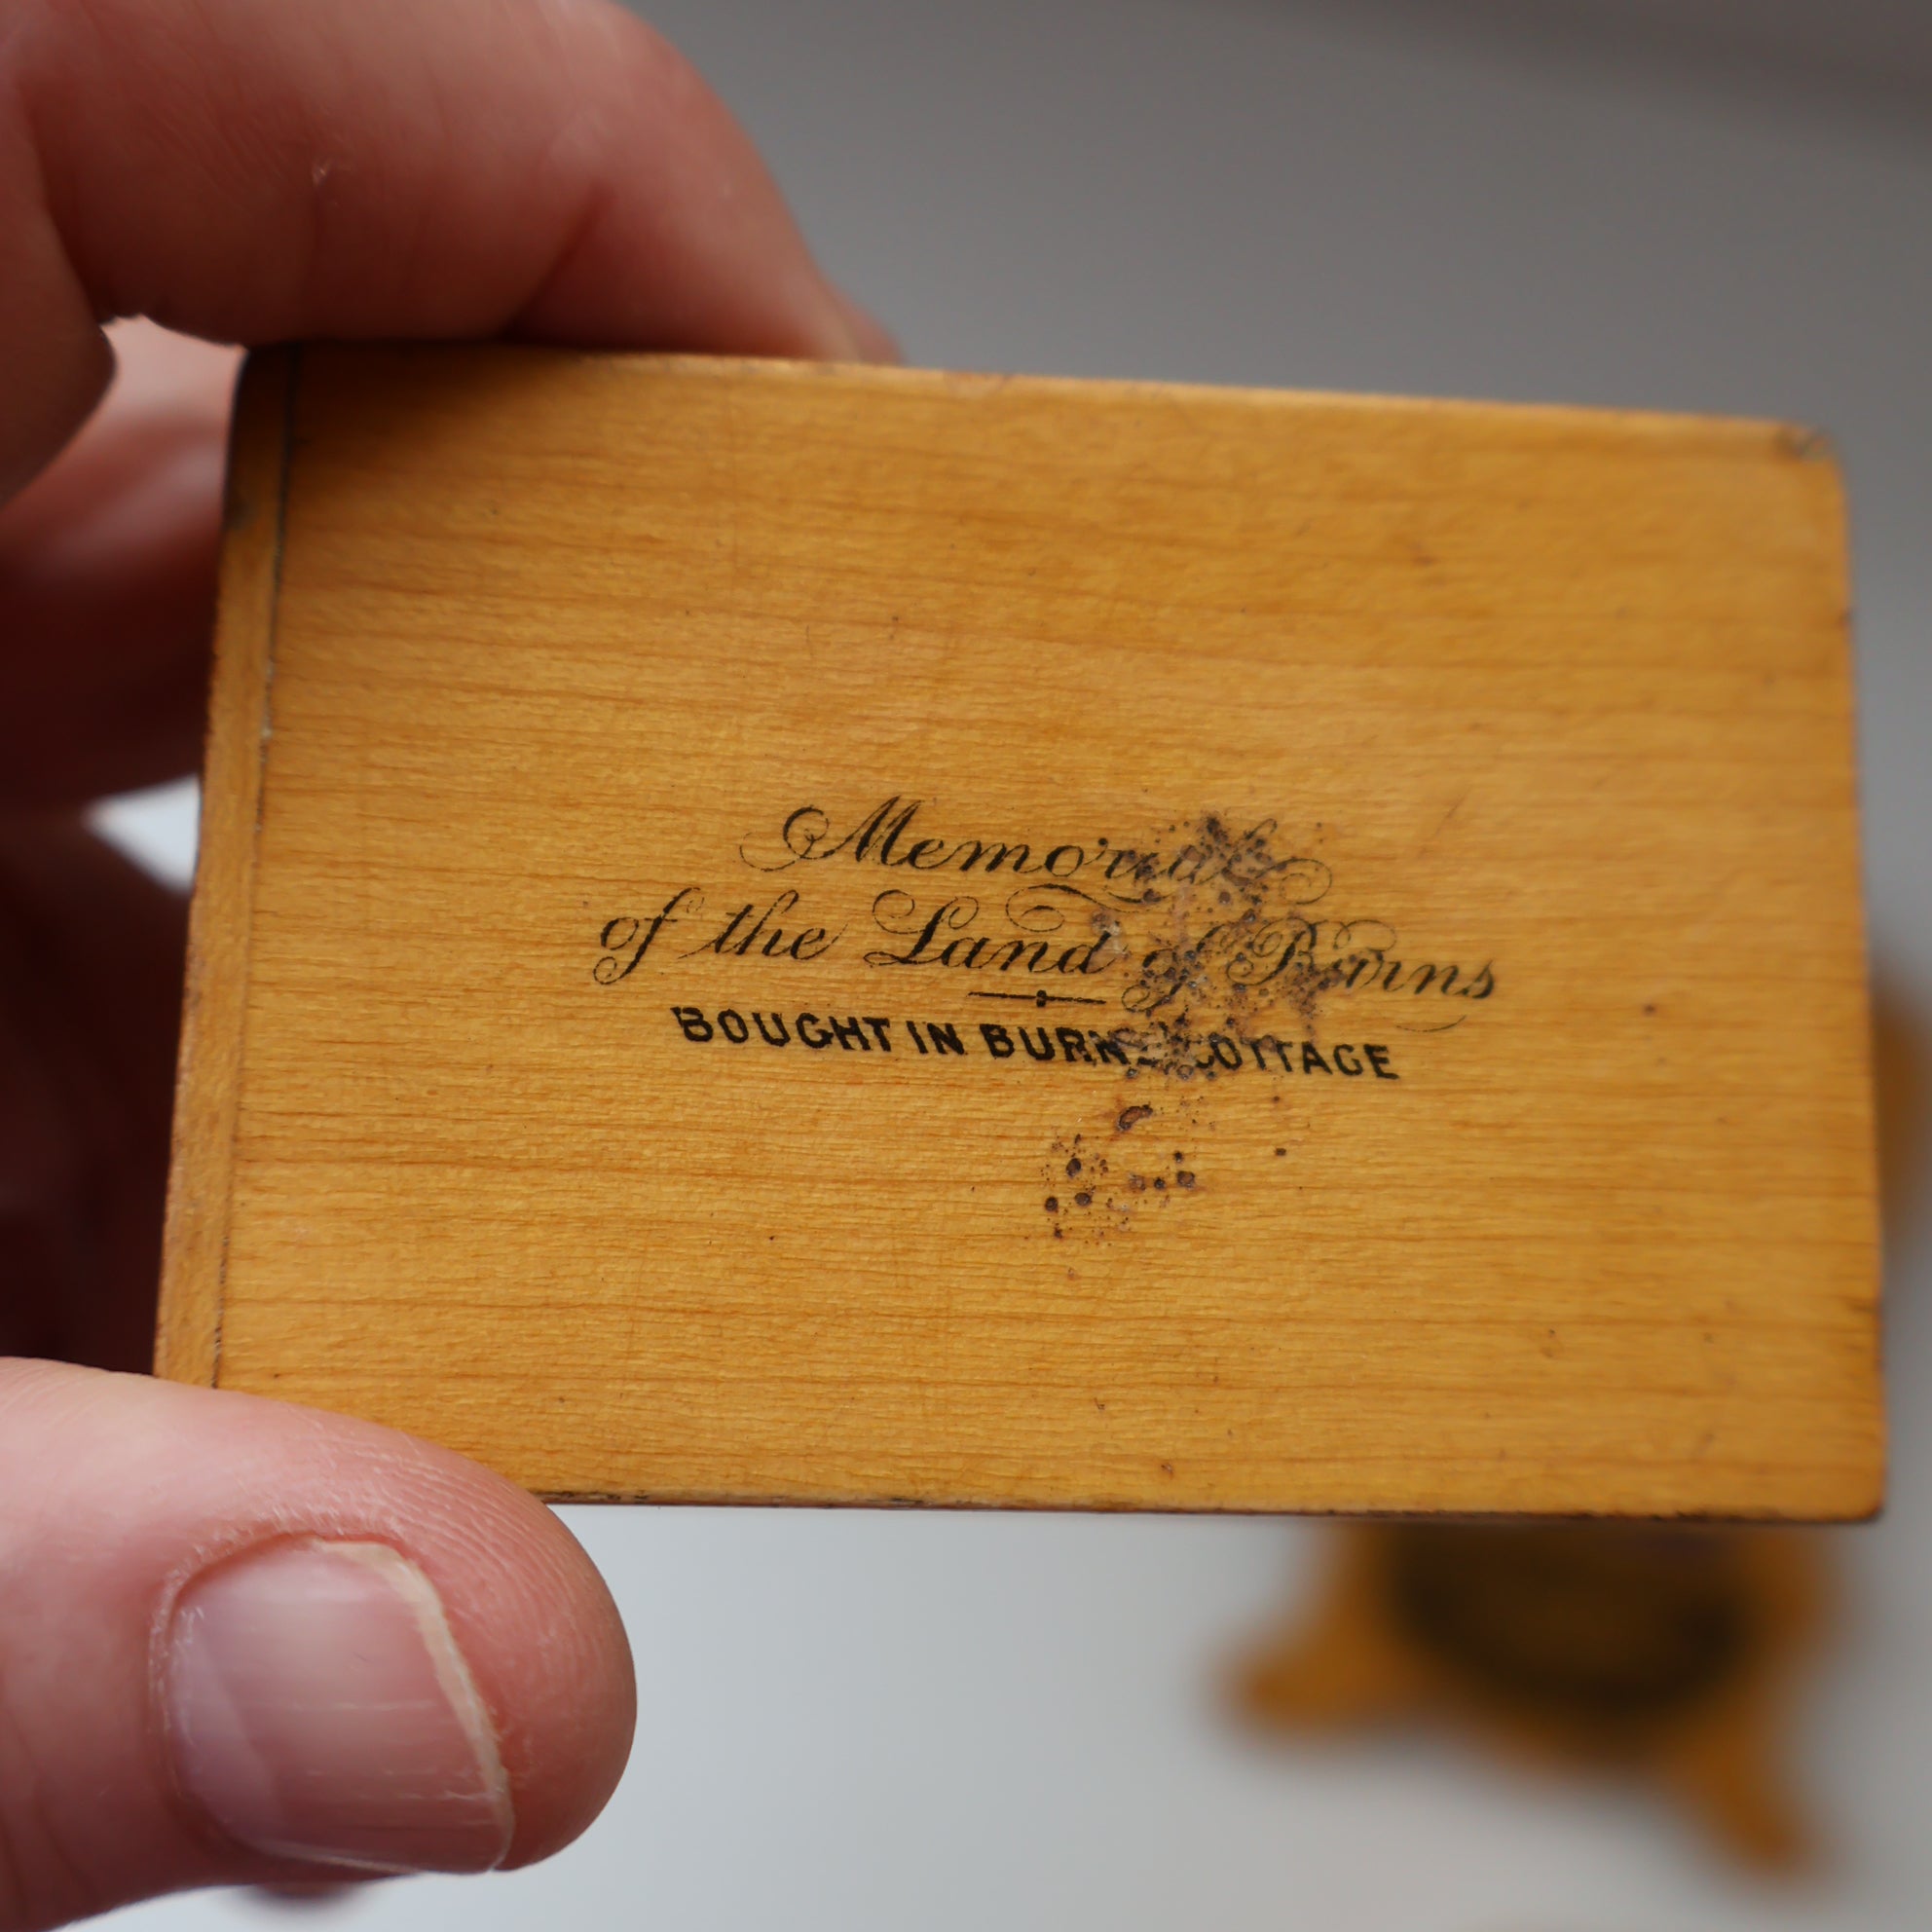 Memorial
of the Land of Burns
BOUGHT IN BURNS COTTAGE